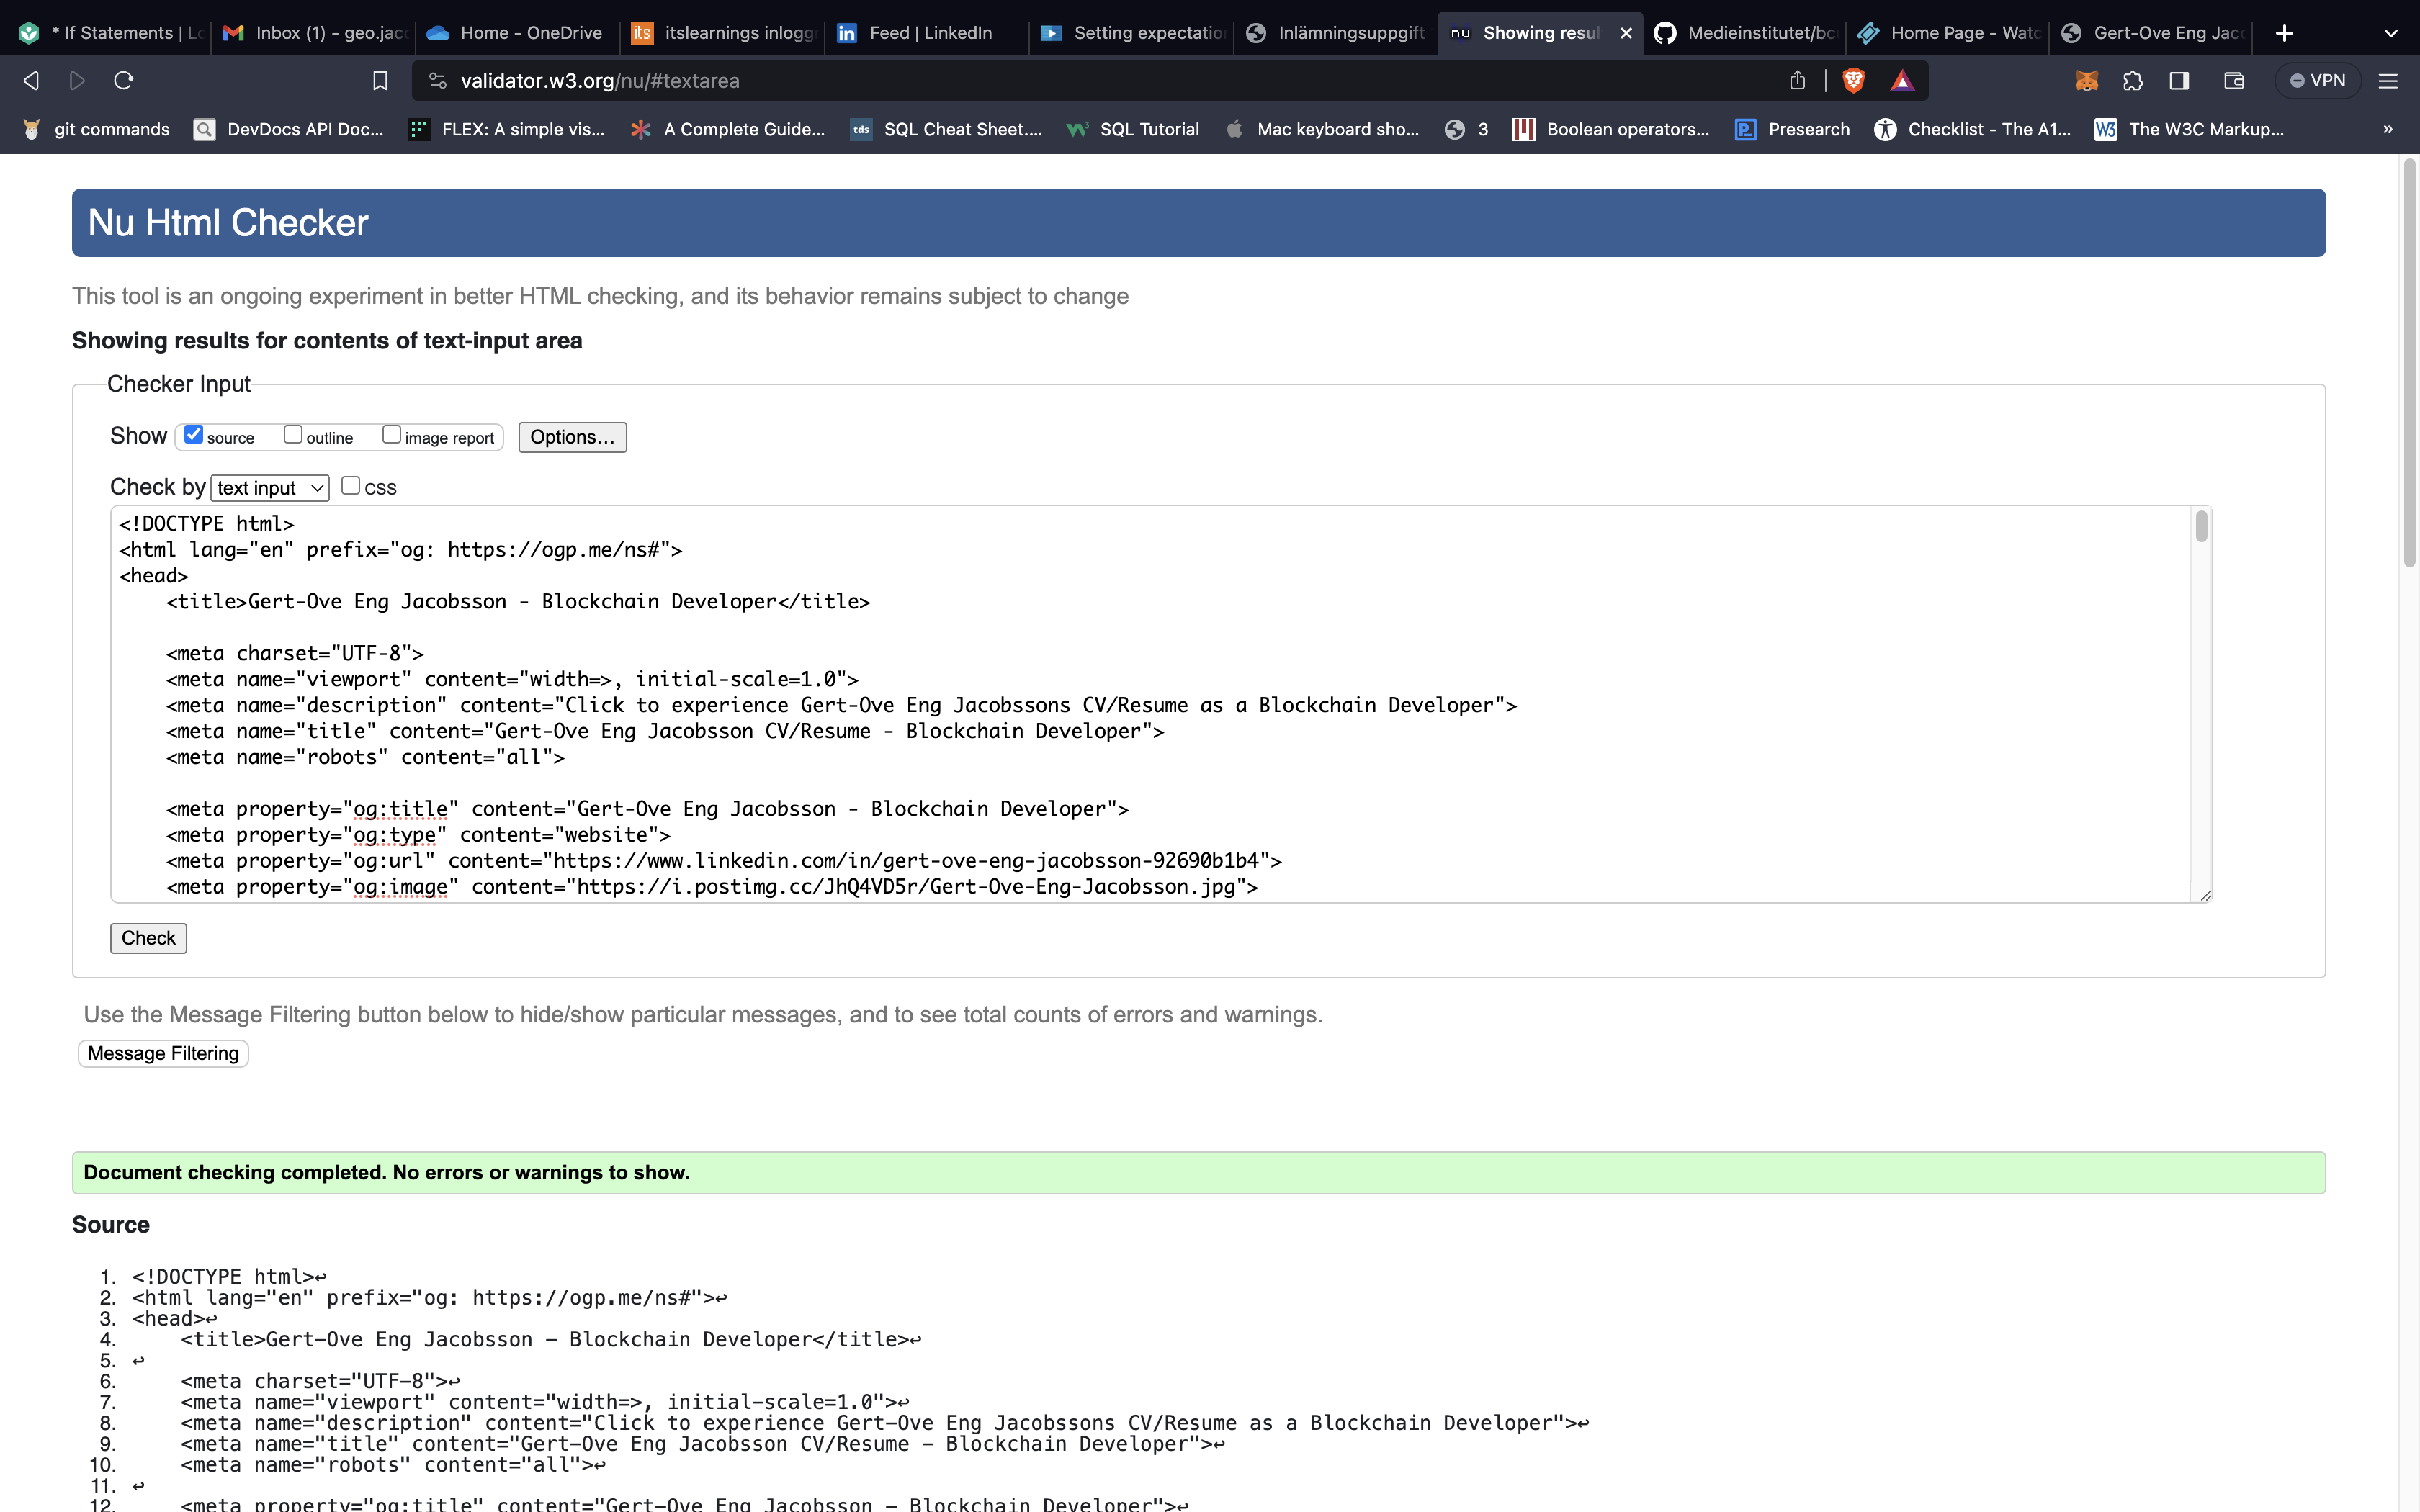 * If Statements | Lo
Inbox (1) - geo.jaco
Home - OneDrive
itslearnings inlogg
Feed | LinkedIn
Setting expectation
Inlämningsuppgift
Showing resul
Medieinstitutet/bc
Home Page - Watc
Gert-Ove Eng Jaco
validator.w3.org/nu/#textarea
VPN
git commands
DevDocs API Doc...
FLEX: A simple vis...
A Complete Guide...
tds SQL Cheat Sheet....
SQL Tutorial
Mac keyboard sho...
3
Boolean operators...
Presearch
Checklist - The A1...
W3 The W3C Markup...
»
Nu Html Checker
This tool is an ongoing experiment in better HTML checking, and its behavior remains subject to change
Showing results for contents of text-input area
Checker Input
Show source outline image report Options...
Check by text input CSS
<!DOCTYPE html>
<html lang="en" prefix="og: https://ogp.me/ns#">
<head>
<title>Gert-Ove Eng Jacobsson - Blockchain Developer</title>
<meta charset="UTF-8">
<meta name="viewport" content="width=>, initial-scale=1.0">
<meta name="description" content="Click to experience Gert-Ove Eng Jacobssons CV/Resume as a Blockchain Developer">
<meta name="title" content="Gert-Ove Eng Jacobsson CV/Resume - Blockchain Developer">
<meta name="robots" content="all">
<meta property="og:title" content="Gert-Ove Eng Jacobsson - Blockchain Developer">
<meta property="og:type" content="website">
<meta property="og:url" content="https://www.linkedin.com/in/gert-ove-eng-jacobsson-92690b1b4">
<meta property="og:image" content="https://i.postimg.cc/JhQ4VD5r/Gert-Ove-Eng-Jacobsson.jpg">
Check
Use the Message Filtering button below to hide/show particular messages, and to see total counts of errors and warnings.
Message Filtering
Document checking completed. No errors or warnings to show.
Source
1. <!DOCTYPE html>↩
2. <html lang="en" prefix="og: https://ogp.me/ns#">↩
3. <head>↩
4. <title>Gert-Ove Eng Jacobsson - Blockchain Developer</title>↩
5. ↩
6. <meta charset="UTF-8">↩
7. <meta name="viewport" content="width=>, initial-scale=1.0">↩
8. <meta name="description" content="Click to experience Gert-Ove Eng Jacobssons CV/Resume as a Blockchain Developer">↩
9. <meta name="title" content="Gert-Ove Eng Jacobsson CV/Resume - Blockchain Developer">↩
10. <meta name="robots" content="all">↩
11. ↩
12. <meta property="og:title" content="Gert-Ove Eng Jacobsson - Blockchain Developer">↩